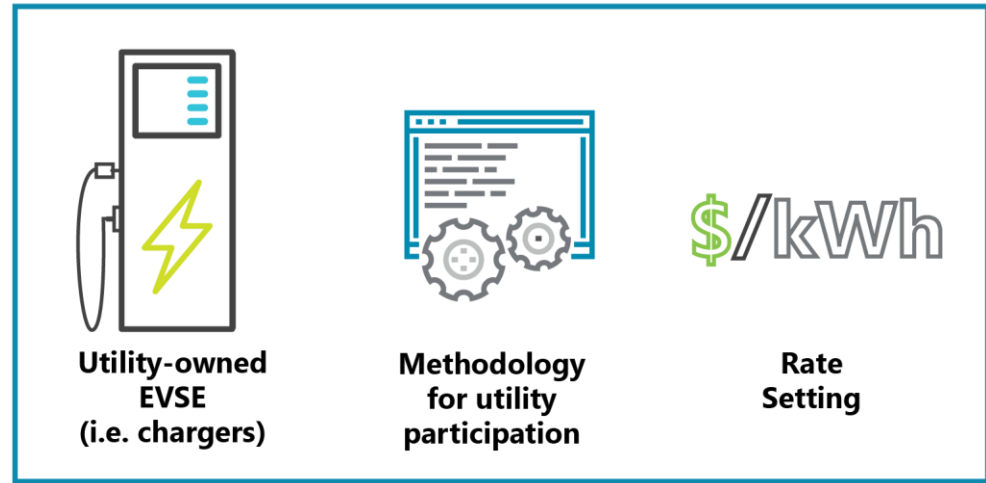 $/kWh
Utility-owned
EVSE
(i.e. chargers)
Methodology
for utility
participation
Rate
Setting